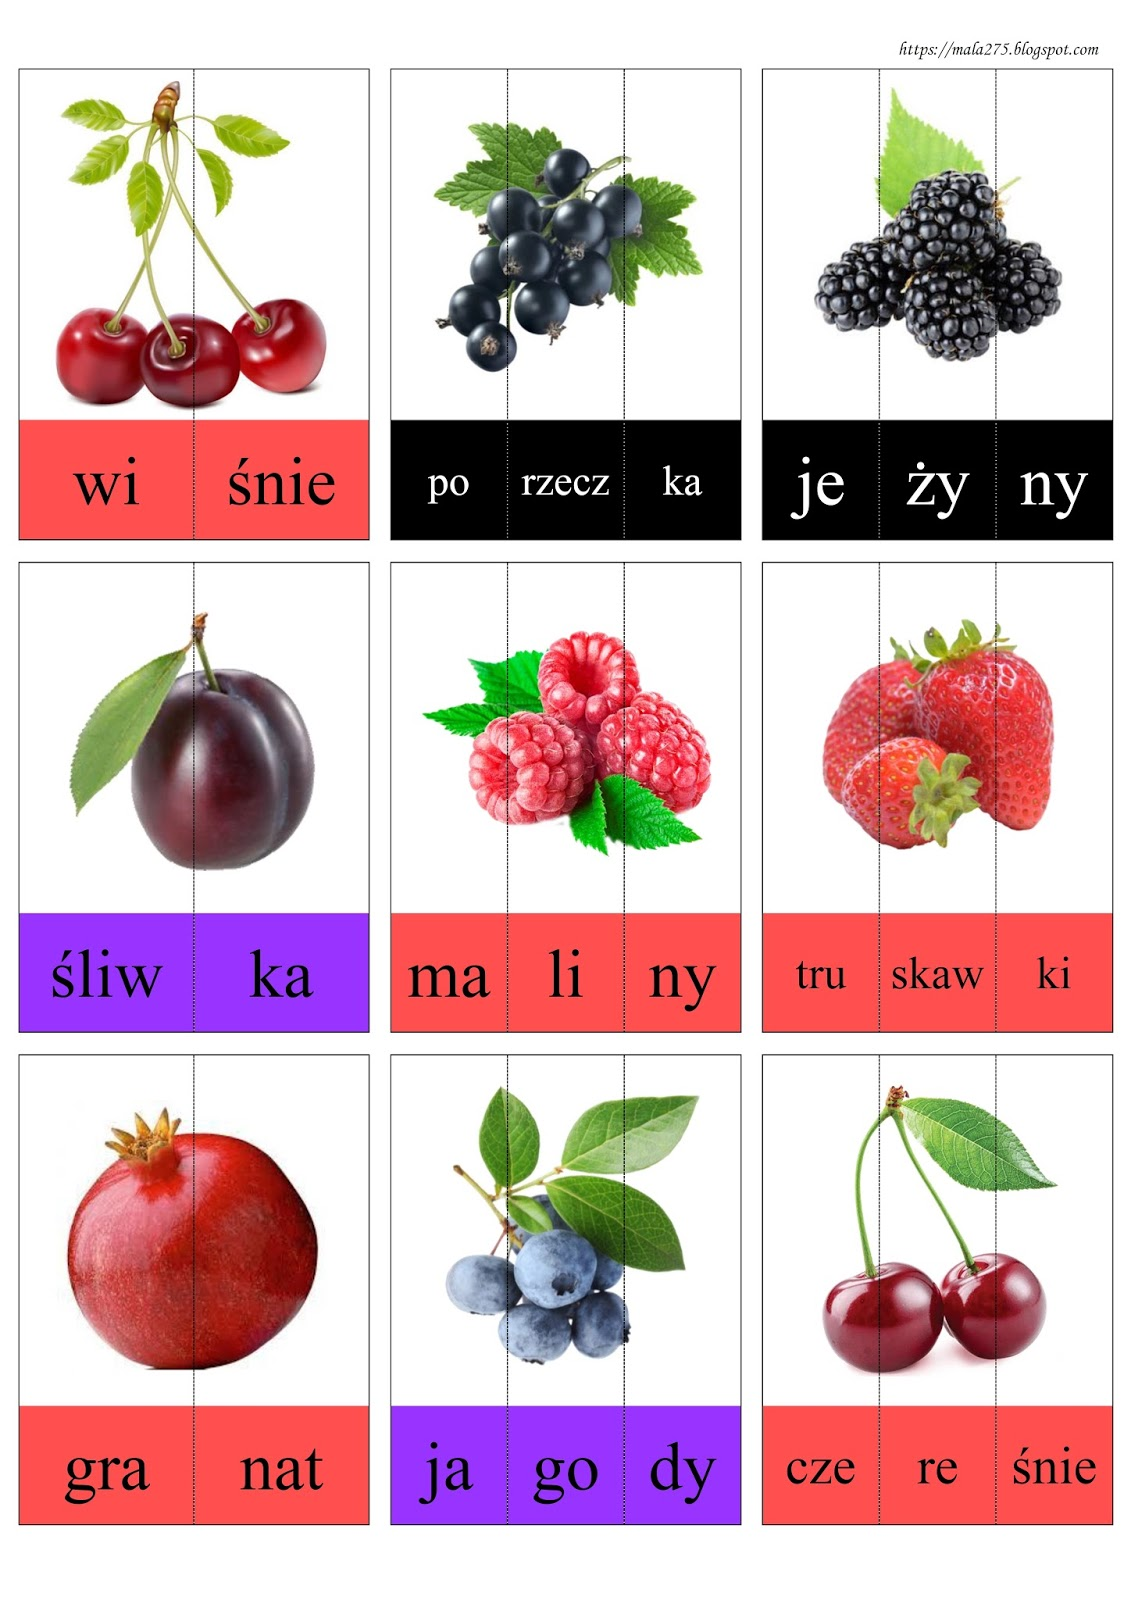 https://mala275.blogspot.com
wi śnie
po rzecz ka
je ży ny
śliw ka
ma li ny
tru skaw ki
gra nat
ja go dy
cze re śnie